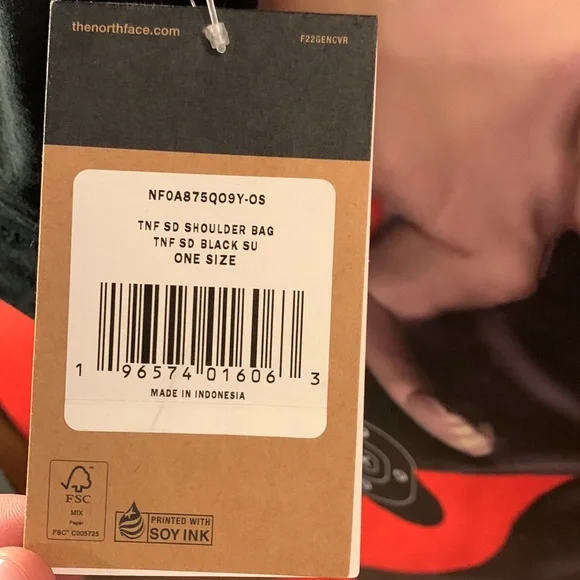 thenorthface.com
F22GENCVR
NF0A875QO9Y-OS
TNF SD SHOULDER BAG
TNF SD BLACK SU
ONE SIZE
1 96574 01606 3
MADE IN INDONESIA
FSC
MIX
Paper
FSC® C005725
PRINTED WITH
SOY INK